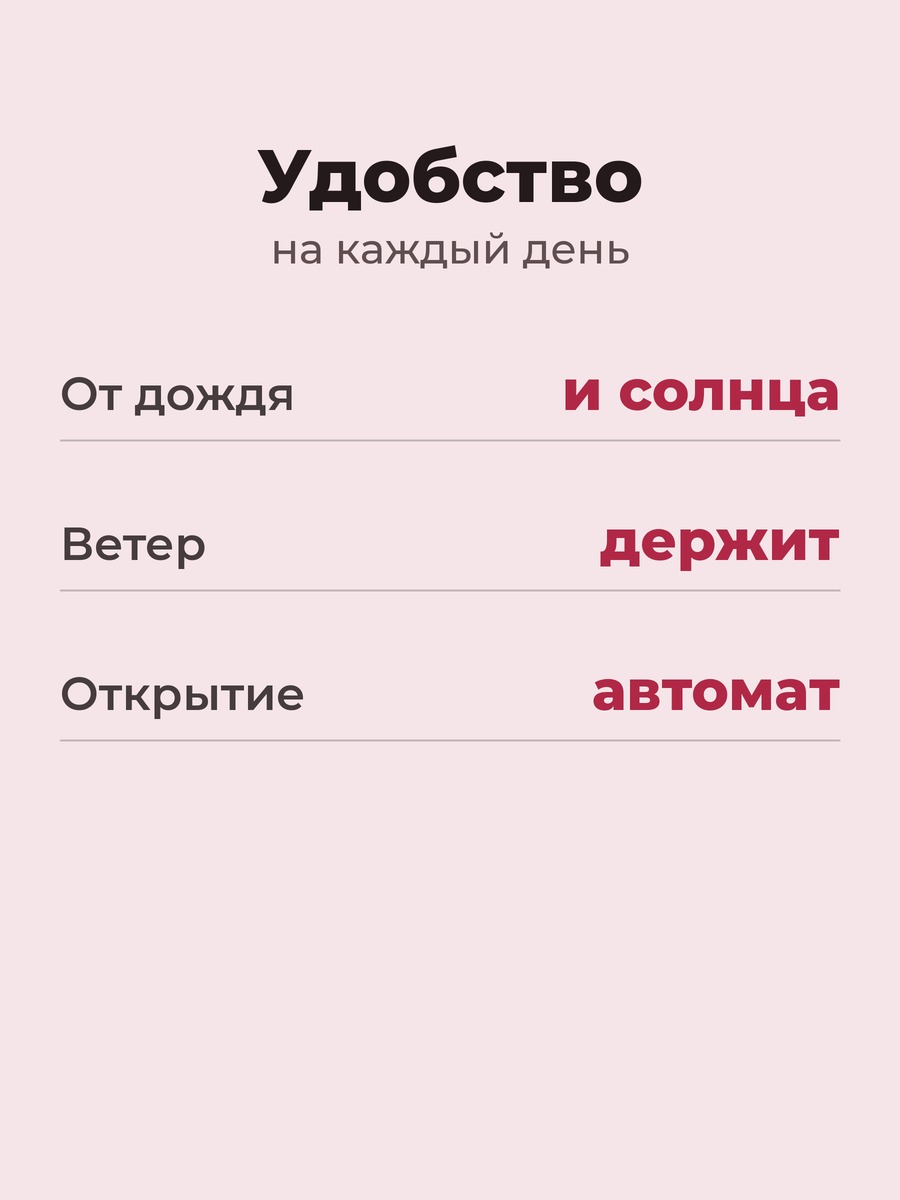 Удобство
на каждый день
От дождя и солнца
Ветер держит
Открытие автомат